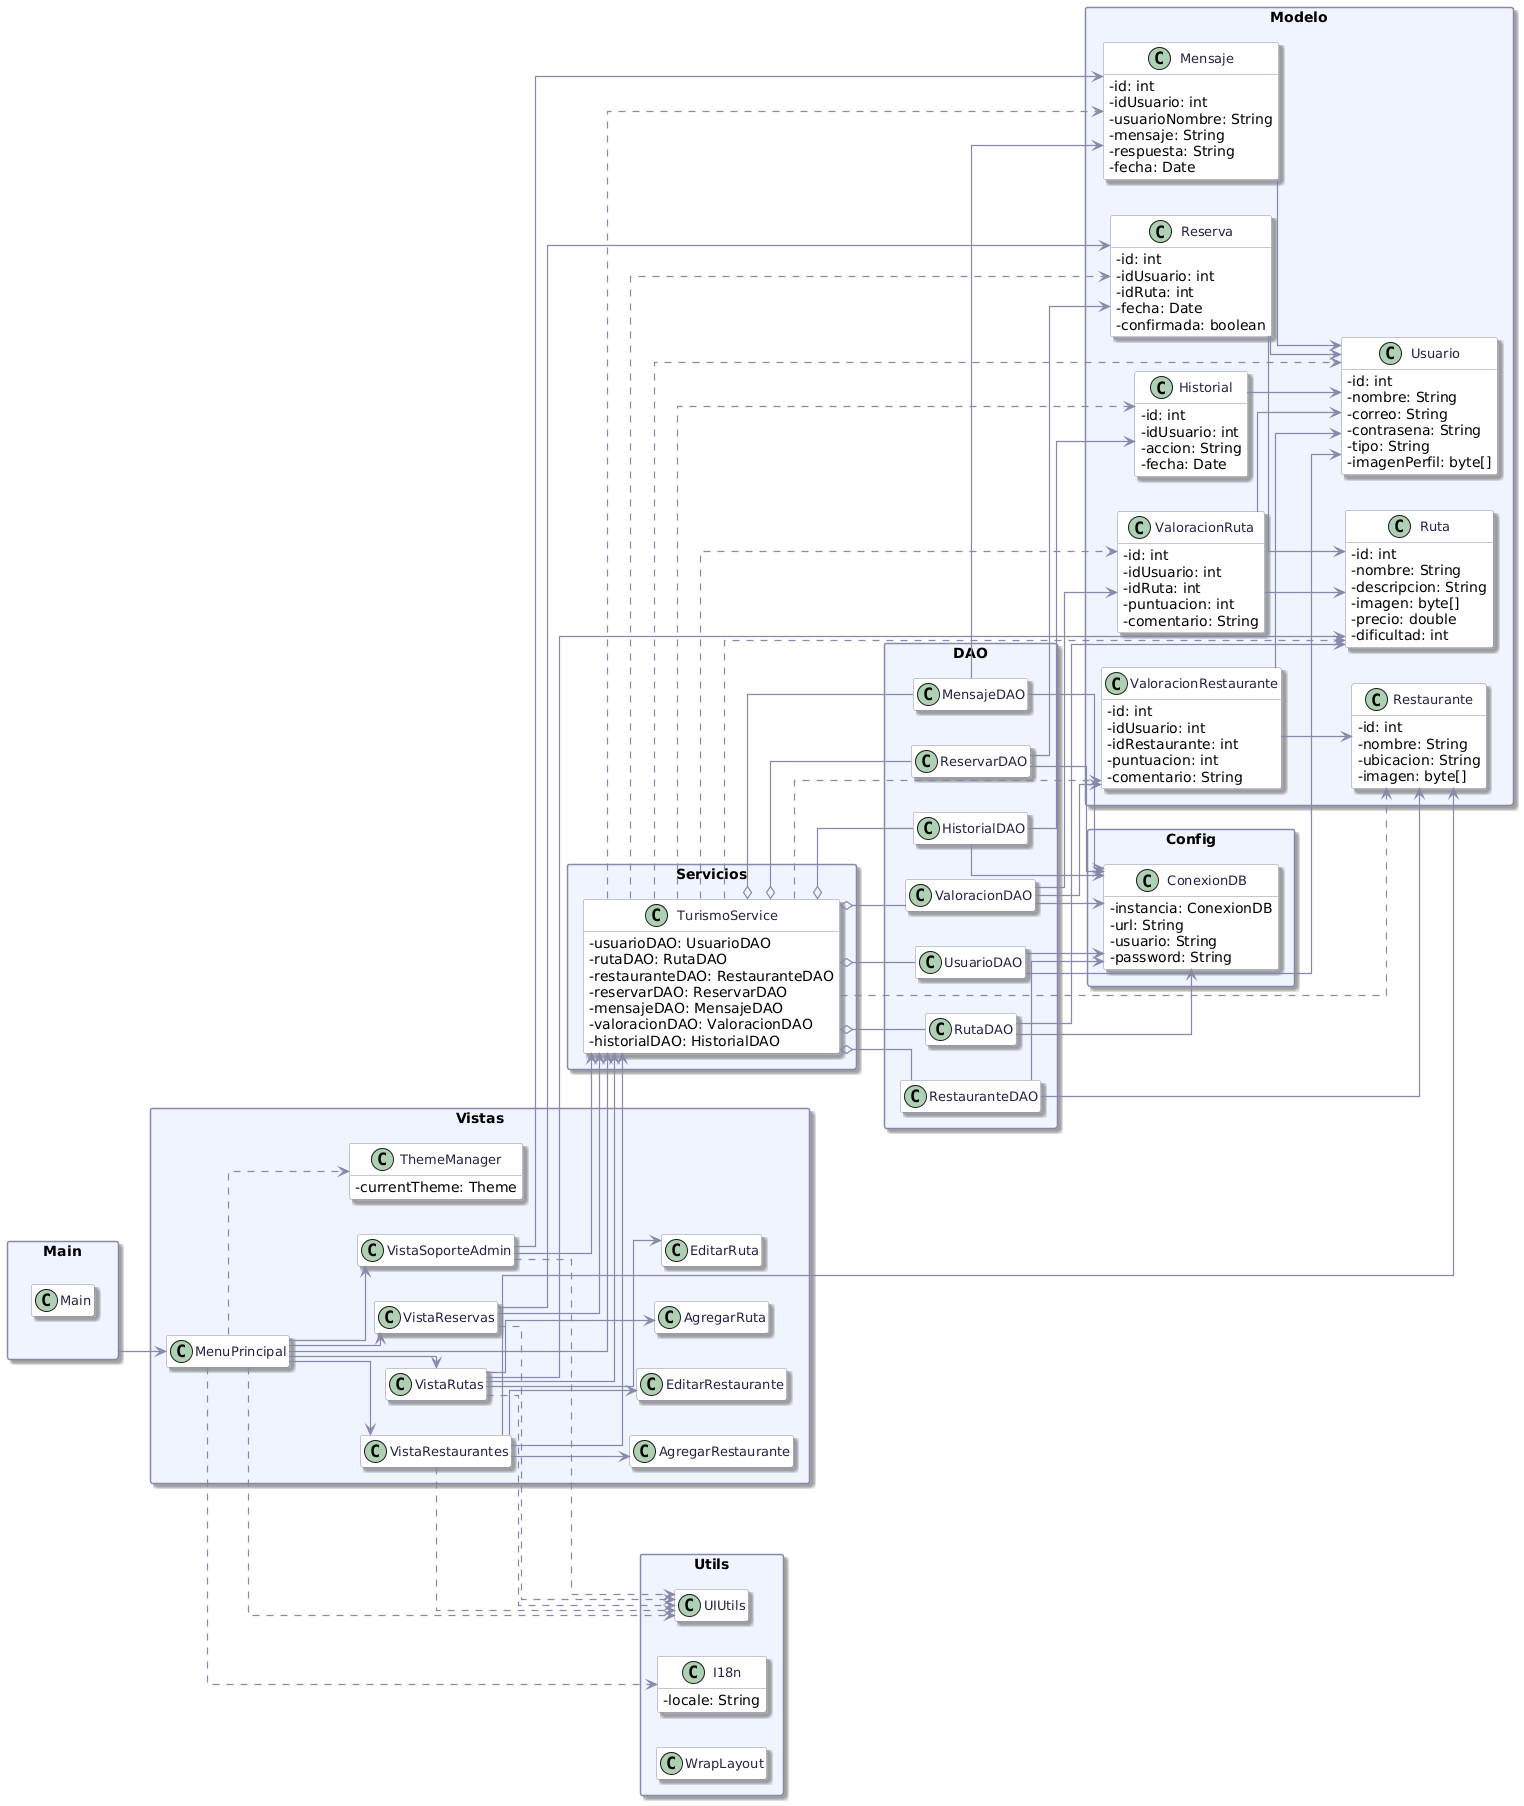 Modelo
C Mensaje
-id: int
-idUsuario: int
-usuarioNombre: String
-mensaje: String
-respuesta: String
-fecha: Date
C Reserva
-id: int
-idUsuario: int
-idRuta: int
-fecha: Date
-confirmada: boolean
C Usuario
-id: int
-nombre: String
-correo: String
-contrasena: String
-tipo: String
-imagenPerfil: byte[]
C Historial
-id: int
-idUsuario: int
-accion: String
-fecha: Date
C ValoracionRuta
-id: int
-idUsuario: int
-idRuta: int
-puntuacion: int
-comentario: String
C Ruta
-id: int
-nombre: String
-descripcion: String
-imagen: byte[]
-precio: double
-dificultad: int
C ValoracionRestaurante
-id: int
-idUsuario: int
-idRestaurante: int
-puntuacion: int
-comentario: String
C Restaurante
-id: int
-nombre: String
-ubicacion: String
-imagen: byte[]
DAO
C MensajeDAO
C ReservarDAO
C HistorialDAO
C ValoracionDAO
C UsuarioDAO
C RutaDAO
C RestauranteDAO
Config
C ConexionDB
-instancia: ConexionDB
-url: String
-usuario: String
-password: String
Servicios
C TurismoService
-usuarioDAO: UsuarioDAO
-rutaDAO: RutaDAO
-restauranteDAO: RestauranteDAO
-reservarDAO: ReservarDAO
-mensajeDAO: MensajeDAO
-valoracionDAO: ValoracionDAO
-historialDAO: HistorialDAO
Vistas
C ThemeManager
-currentTheme: Theme
C VistaSoporteAdmin
C EditarRuta
C VistaReservas
C AgregarRuta
C MenuPrincipal
C VistaRutas
C EditarRestaurante
C VistaRestaurantes
C AgregarRestaurante
Main
C Main
Utils
C UIUtils
C I18n
-locale: String
C WrapLayout